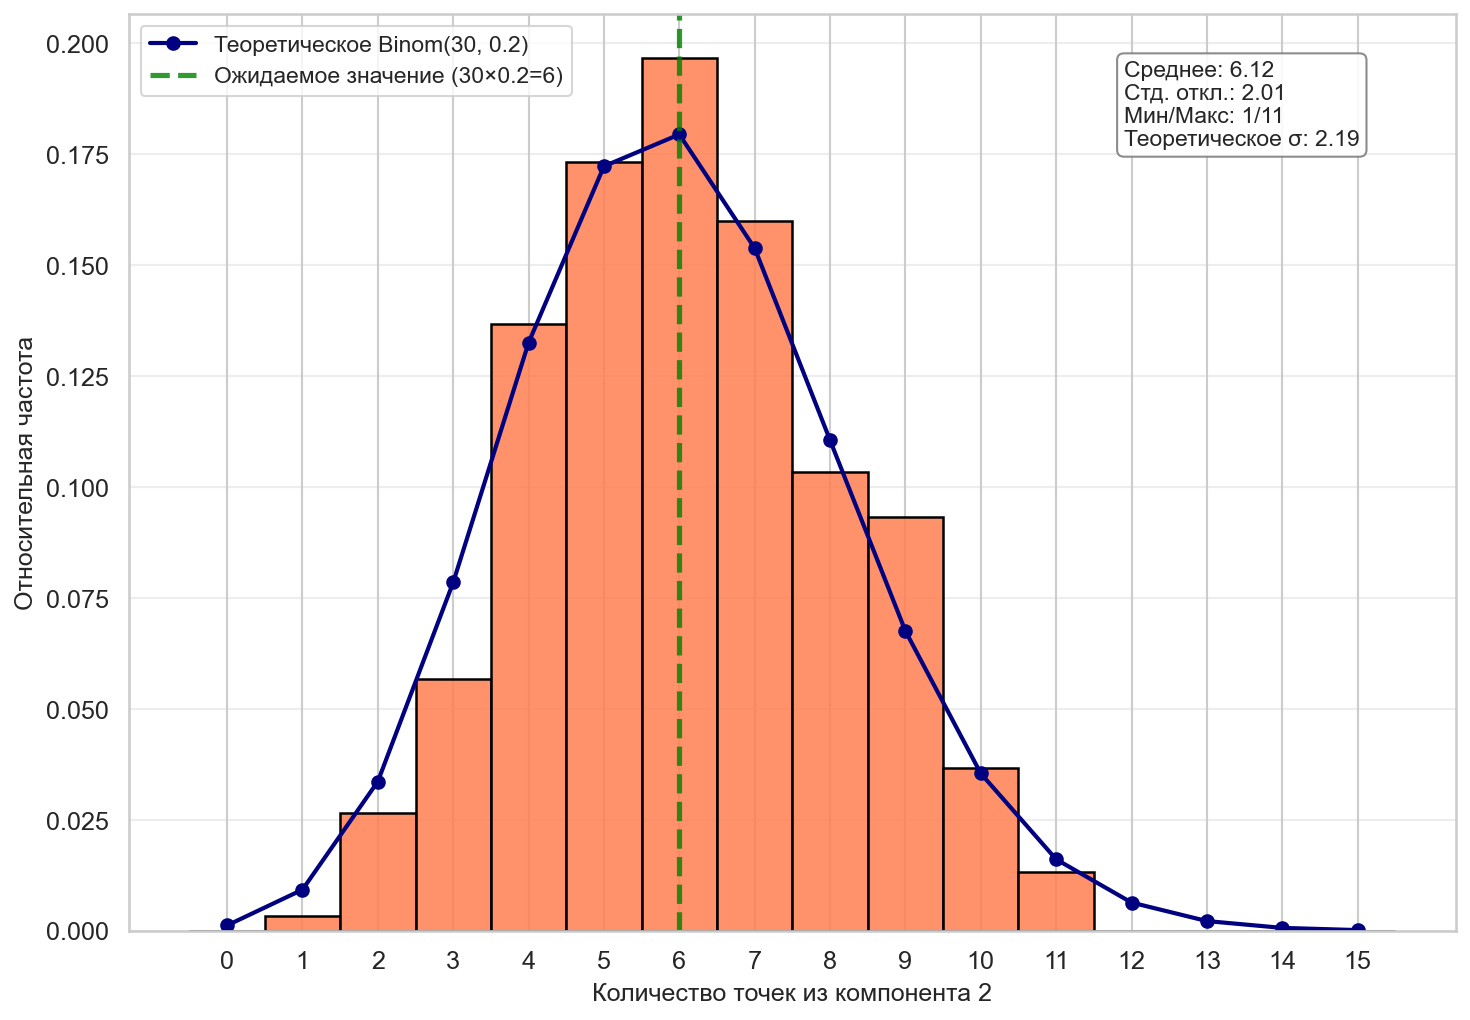 Теоретическое Binom(30, 0.2)
Ожидаемое значение (30×0.2=6)
Среднее: 6.12
Стд. откл.: 2.01
Мин/Макс: 1/11
Теоретическое σ: 2.19
Относительная частота
0.200
0.175
0.150
0.125
0.100
0.075
0.050
0.025
0.000
0 1 2 3 4 5 6 7 8 9 10 11 12 13 14 15
Количество точек из компонента 2